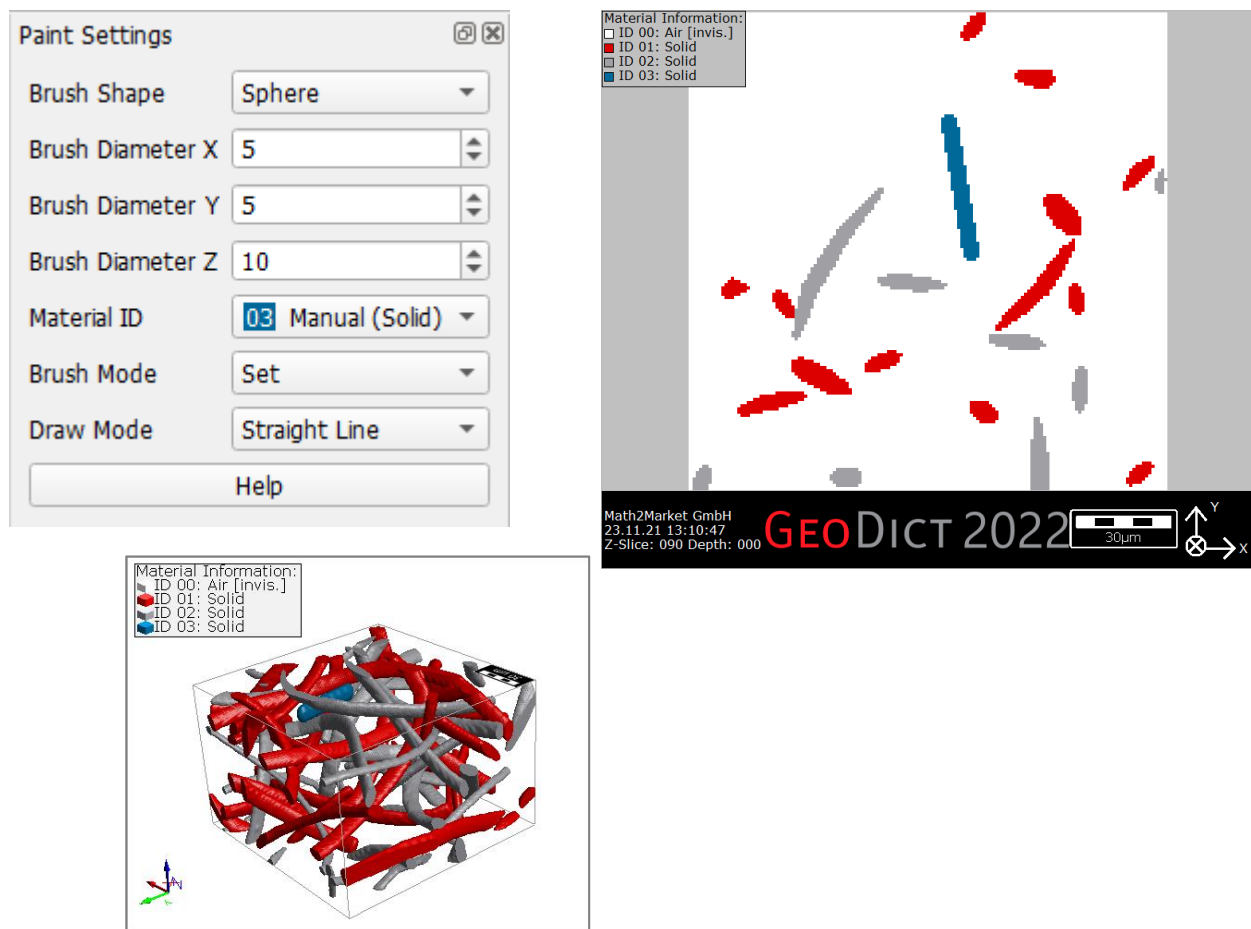 Paint Settings
Brush Shape Sphere
Brush Diameter X 5
Brush Diameter Y 5
Brush Diameter Z 10
Material ID 03 Manual (Solid)
Brush Mode Set
Draw Mode Straight Line
Help
Material Information:
ID 00: Air [invis.]
ID 01: Solid
ID 02: Solid
ID 03: Solid
Math2Market GmbH
23.11.21 13:10:47
Z-Slice: 090 Depth: 000
GEODICT 2022
30µm
Y
X
Material Information:
ID 00: Air [invis.]
ID 01: Solid
ID 02: Solid
ID 03: Solid